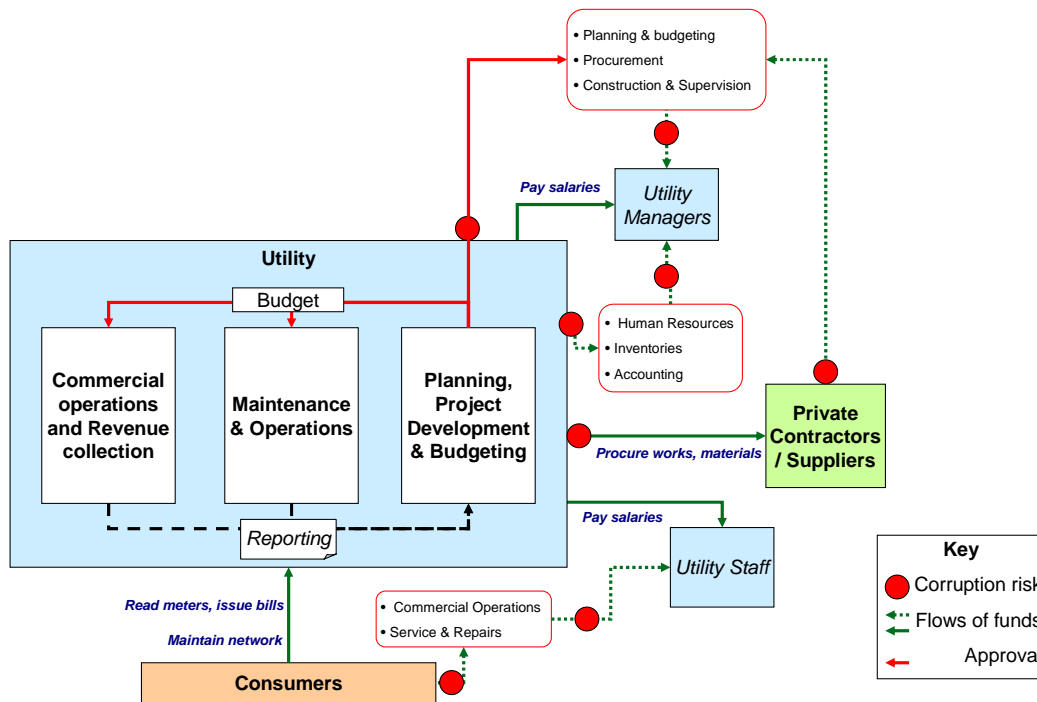 • Planning & budgeting
• Procurement
• Construction & Supervision
Pay salaries
Utility
Managers
Utility
Budget
• Human Resources
• Inventories
• Accounting
Commercial
operations
and Revenue
collection
Maintenance
& Operations
Planning,
Project
Development
& Budgeting
Private
Contractors
/ Suppliers
Procure works, materials
Reporting
Pay salaries
Utility Staff
Read meters, issue bills
Maintain network
• Commercial Operations
• Service & Repairs
Consumers
Key
Corruption risk
Flows of funds
Approva